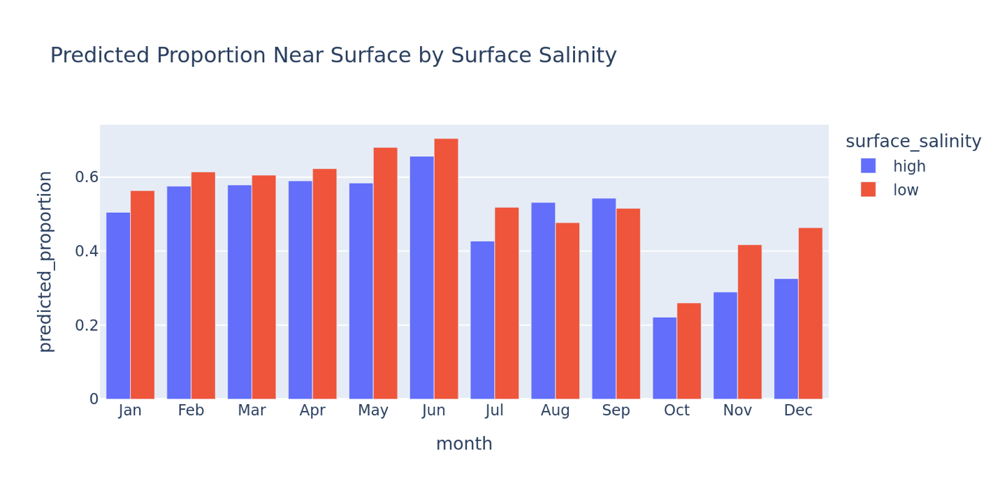 Predicted Proportion Near Surface by Surface Salinity
surface_salinity
high
low
predicted_proportion
0.6
0.4
0.2
0
Jan Feb Mar Apr May Jun Jul Aug Sep Oct Nov Dec
month